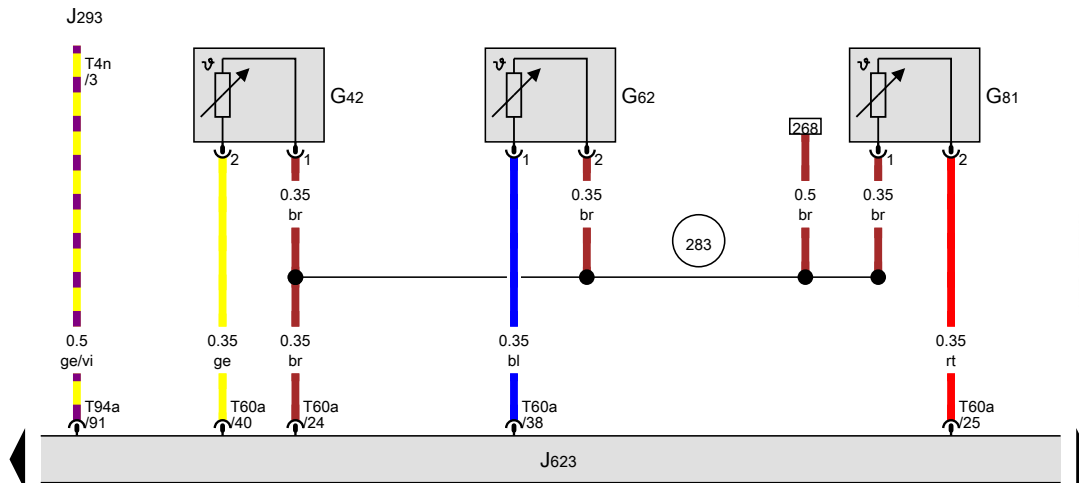 J293
T4n
/3
ϑ
G42
ϑ
G62
268
ϑ
G81
2
1
1
2
1
2
0.35
br
0.35
br
0.5
br
0.35
br
283
0.5
ge/vi
0.35
ge
0.35
br
0.35
bl
0.35
rt
T94a
/91
T60a
/40
T60a
/24
T60a
/38
T60a
/25
J623